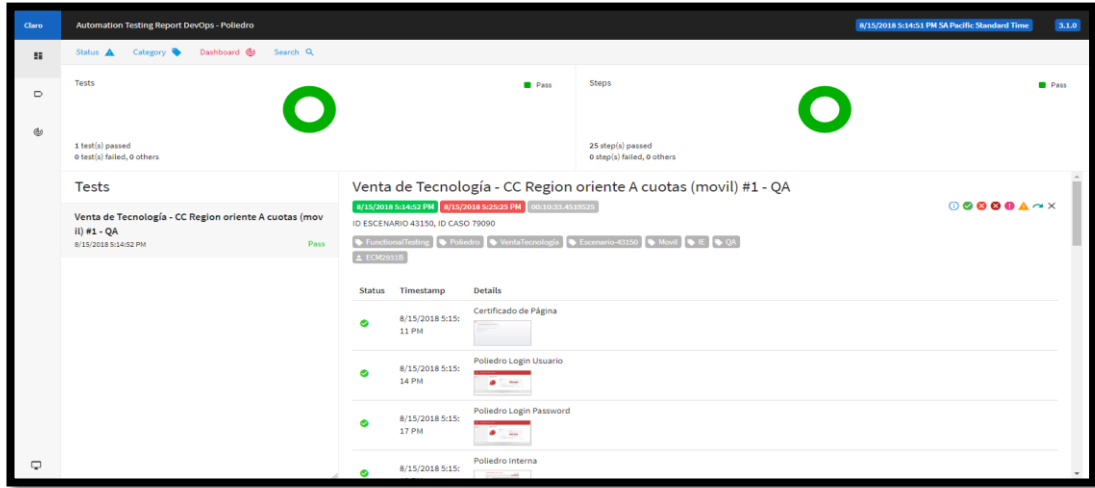 Claro
Automation Testing Report DevOps - Poliedro
8/15/2018 5:14:51 PM SA Pacific Standard Time
3.1.0
Status
Category
Dashboard
Search
Tests
Pass
1 test(s) passed
0 test(s) failed, 0 others
Steps
Pass
25 step(s) passed
0 step(s) failed, 0 others
Tests
Venta de Tecnología - CC Region oriente A cuotas (mov
il) #1 - QA
8/15/2018 5:14:52 PM
Pass
Venta de Tecnología - CC Region oriente A cuotas (movil) #1 - QA
8/15/2018 5:14:52 PM
8/15/2018 5:25:25 PM
00:10:33.4519525
ID ESCENARIO 43150, ID CASO 79090
FunctionalTesting
Poliedro
VentaTecnología
Escenario-43150
Movil
IE
QA
ECM2931B
Status
Timestamp
Details
8/15/2018 5:15:
11 PM
Certificado de Página
8/15/2018 5:15:
14 PM
Poliedro Login Usuario
8/15/2018 5:15:
17 PM
Poliedro Login Password
8/15/2018 5:15:
Poliedro Interna